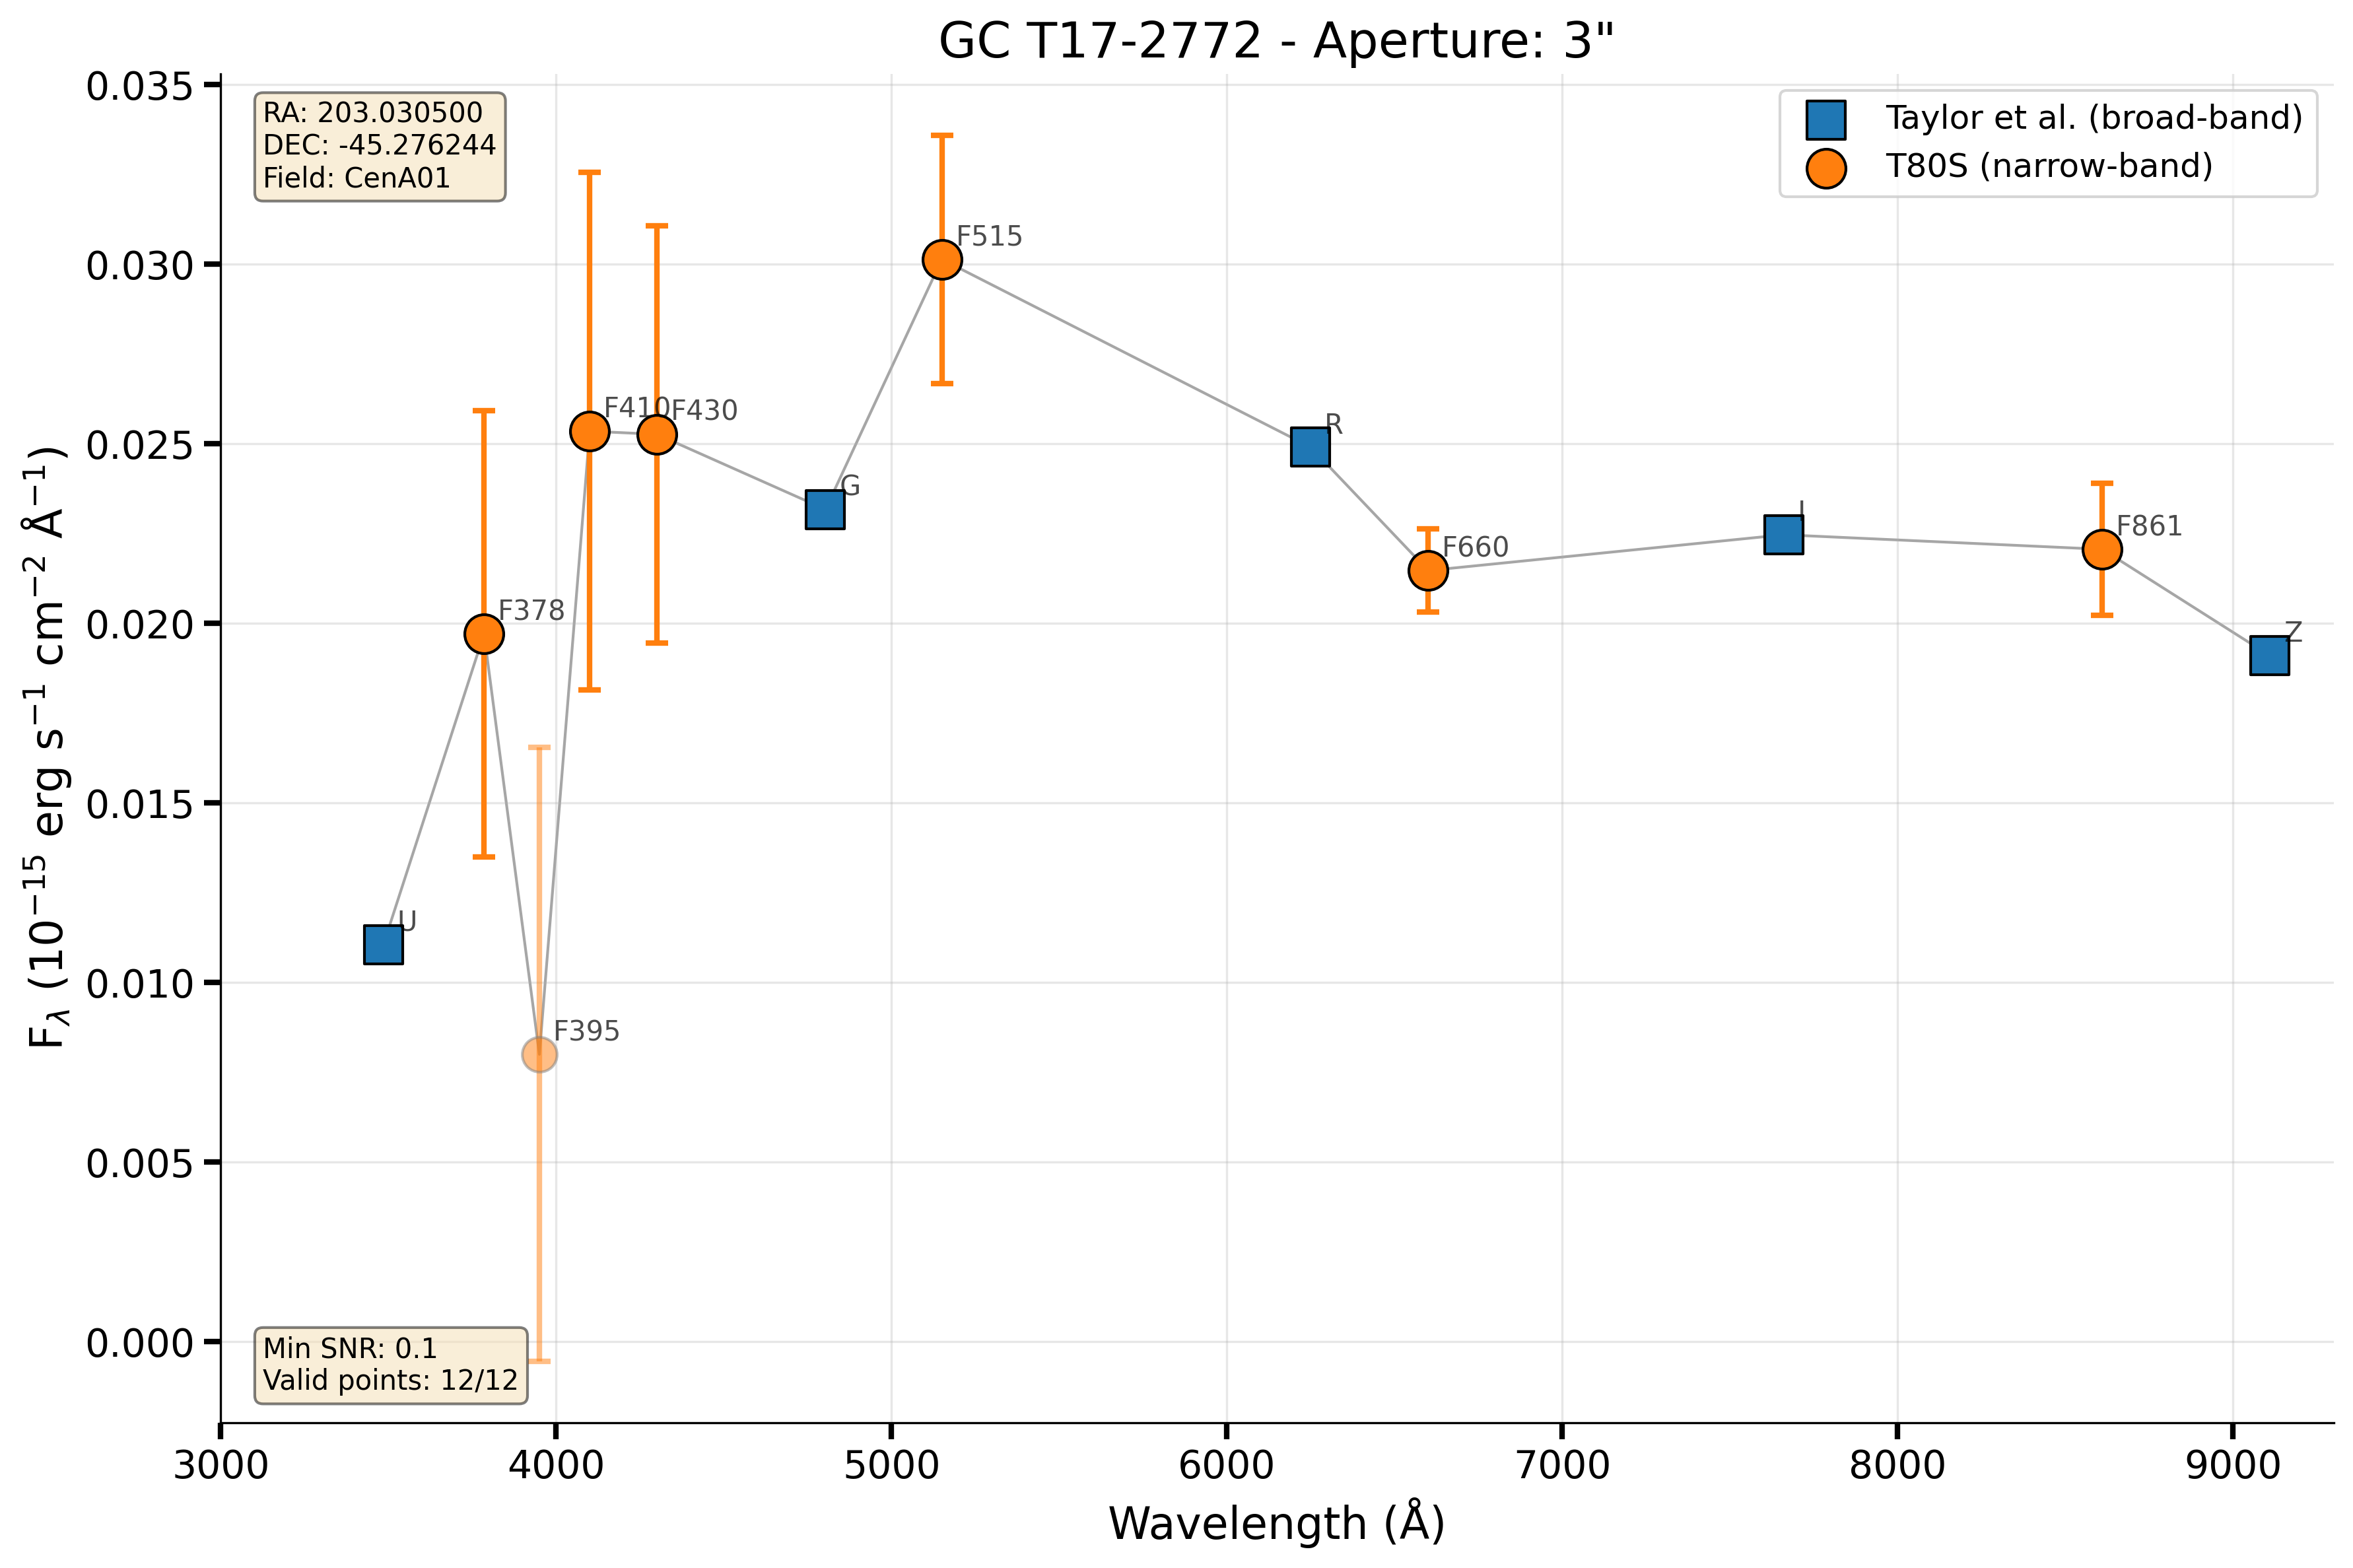 GC T17-2772 - Aperture: 3"
RA: 203.030500
DEC: -45.276244
Field: CenA01
Taylor et al. (broad-band)
T80S (narrow-band)
0.035
0.030
0.025
0.020
0.015
0.010
0.005
0.000
F515
F410
F430
R
G
I
F660
F861
F378
Z
U
F395
Min SNR: 0.1
Valid points: 12/12
3000
4000
5000
6000
7000
8000
9000
Wavelength (Å)
F_λ (10⁻¹⁵ erg s⁻¹ cm⁻² Å⁻¹)